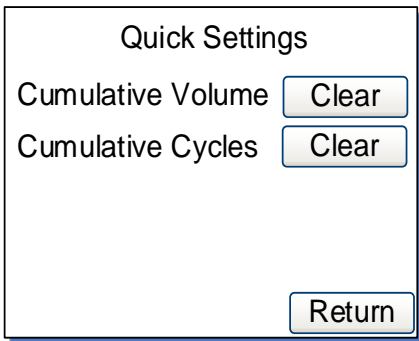 Quick Settings
Cumulative Volume Clear
Cumulative Cycles Clear
Return